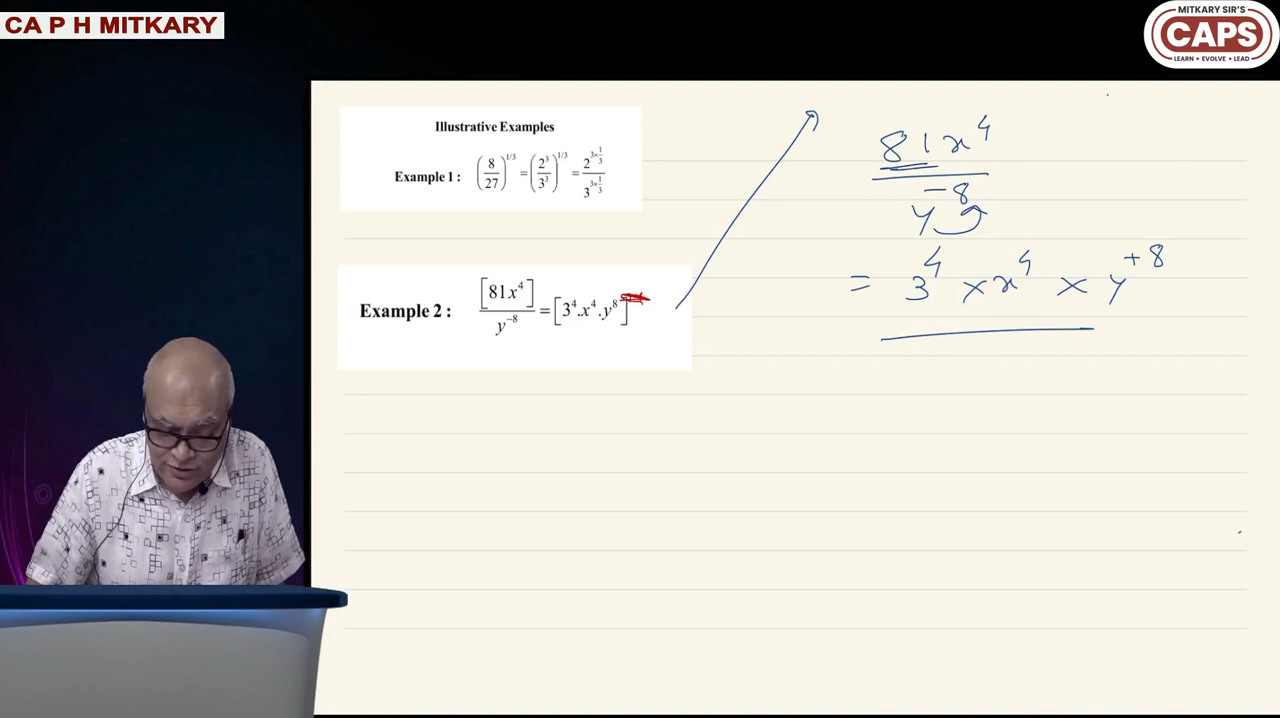 CA P H MITKARY
MITKARY SIR'S
CAPS
LEARN • EVOLVE • LEAD
Illustrative Examples
Example 1 : (8/27)^{1/3} = (2^3/3^3)^{1/3} = 2^{3×1/3}/3^{3×1/3}
Example 2 : [81x^4]/y^{-8} = [3^4.x^4.y^8]
81x^4
y^{-8}
= 3^4 × x^4 × y^{+8}